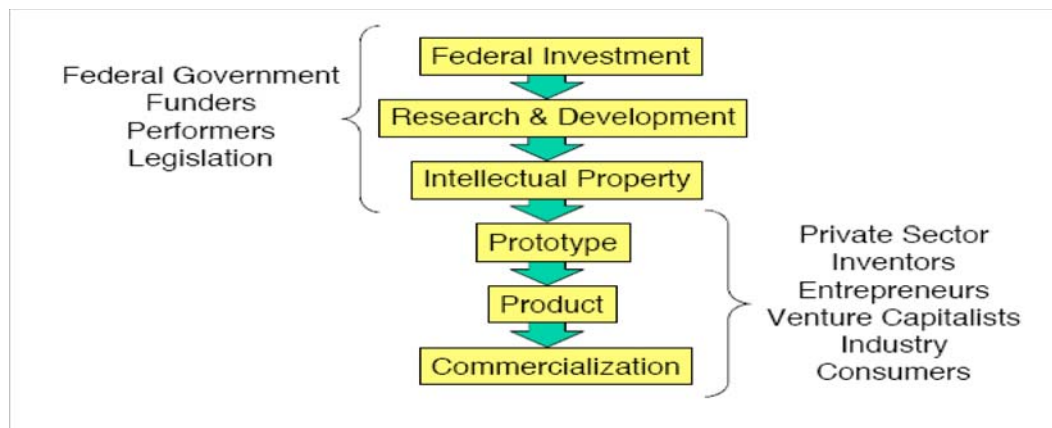 Federal Government
Funders
Performers
Legislation
Federal Investment
Research & Development
Intellectual Property
Prototype
Product
Commercialization
Private Sector
Inventors
Entrepreneurs
Venture Capitalists
Industry
Consumers